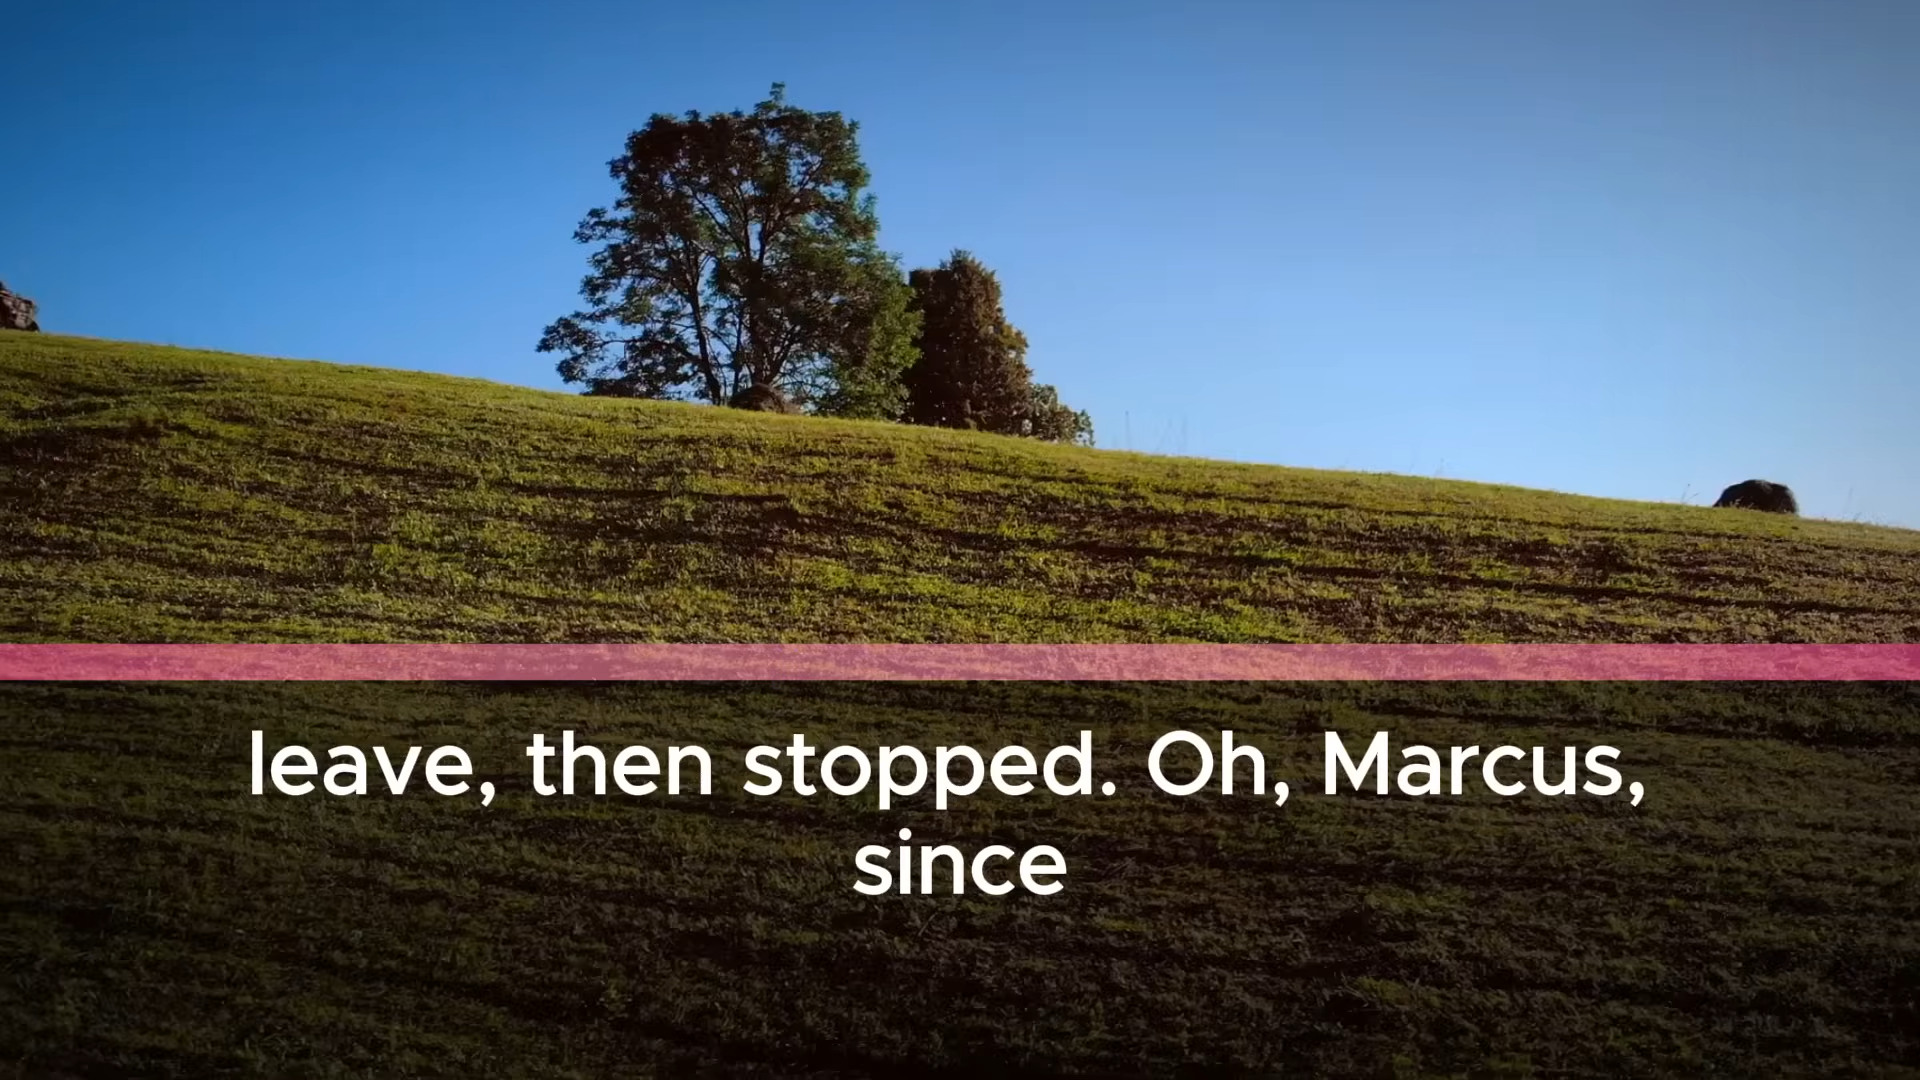 leave, then stopped. Oh, Marcus,
since